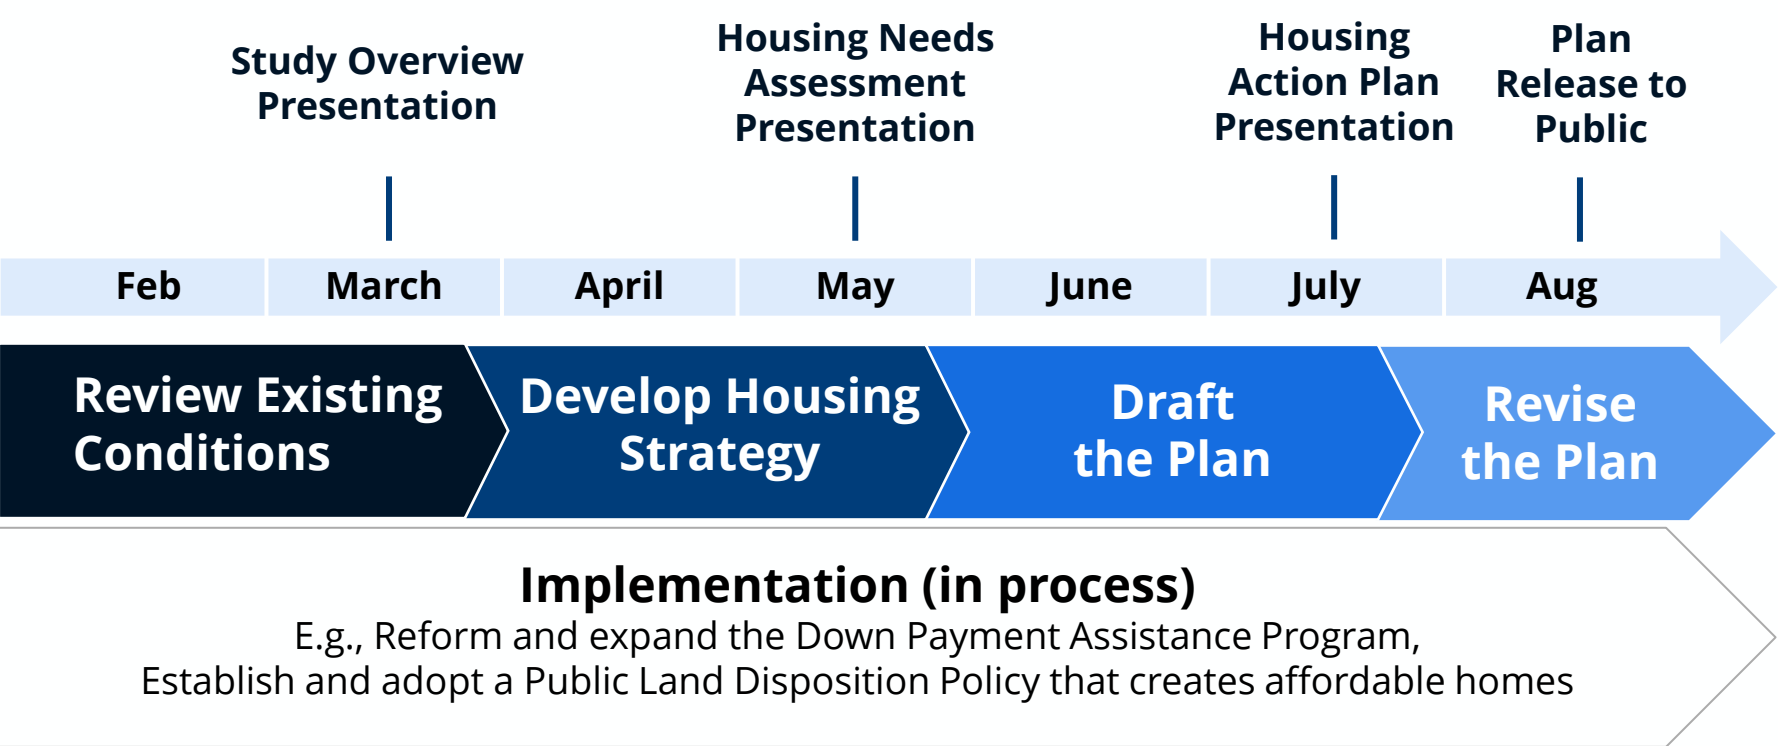 Study Overview
Presentation
Housing Needs
Assessment
Presentation
Housing
Action Plan
Presentation
Plan
Release to
Public
Feb
March
April
May
June
July
Aug
Review Existing
Conditions
Develop Housing
Strategy
Draft
the Plan
Revise
the Plan
Implementation (in process)
E.g., Reform and expand the Down Payment Assistance Program,
Establish and adopt a Public Land Disposition Policy that creates affordable homes